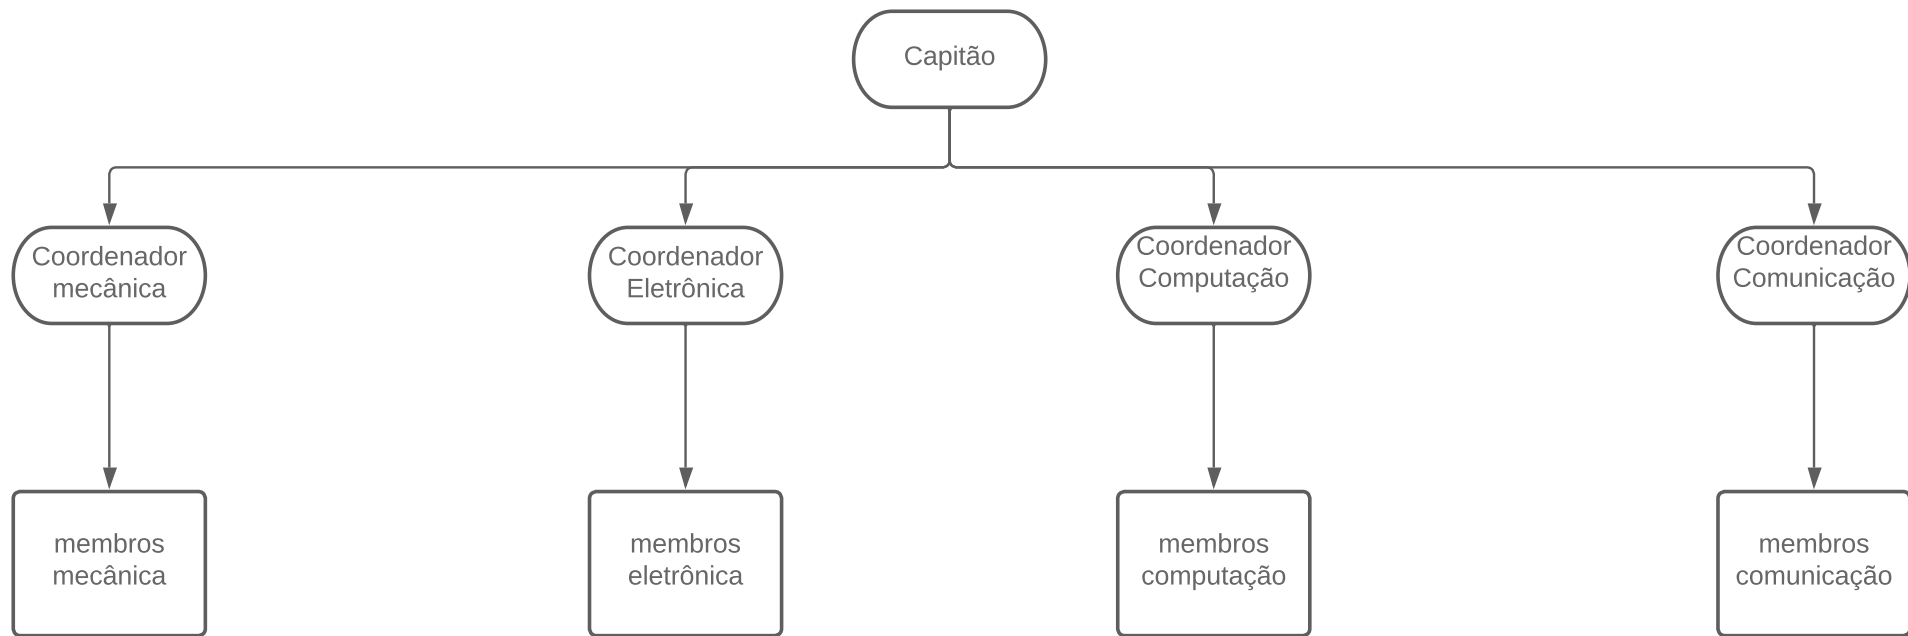 Capitão
Coordenador
mecânica
Coordenador
Eletrônica
Coordenador
Computação
Coordenador
Comunicação
membros
mecânica
membros
eletrônica
membros
computação
membros
comunicação